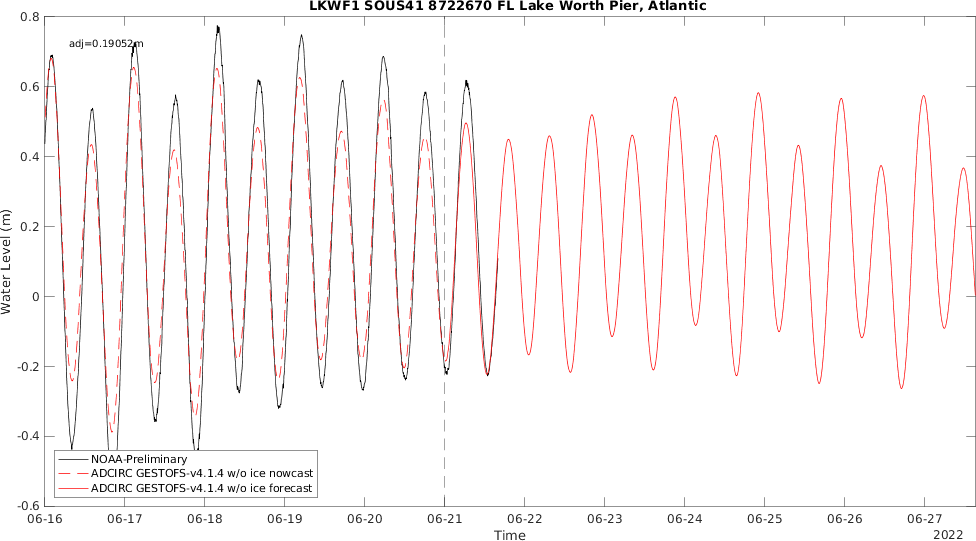 LKWF1 SOUS41 8722670 FL Lake Worth Pier, Atlantic
adj=0.19052m
Water Level (m)
0.8
0.6
0.4
0.2
0
-0.2
-0.4
-0.6
NOAA-Preliminary
ADCIRC GESTOFS-v4.1.4 w/o ice nowcast
ADCIRC GESTOFS-v4.1.4 w/o ice forecast
06-16 06-17 06-18 06-19 06-20 06-21 06-22 06-23 06-24 06-25 06-26 06-27
Time
2022